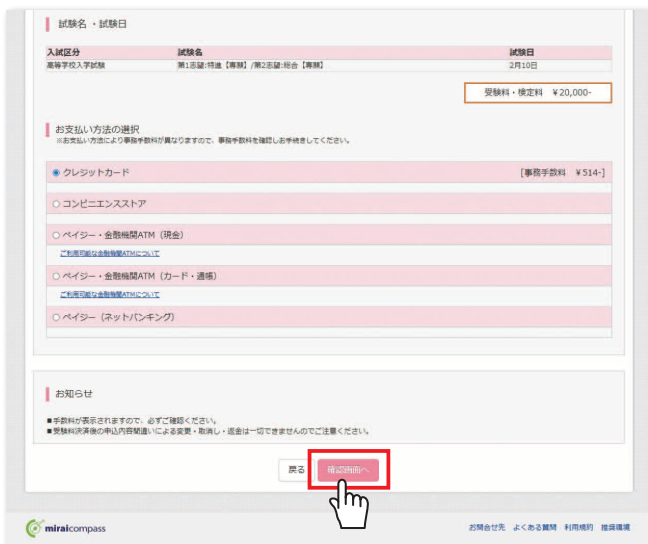 試験名 ・試験日
入試区分 試験名 試験日
高等学校入学試験 第1志望:特進【専願】/第2志望:総合【専願】 2月10日
受験料・検定料 ¥20,000-
お支払い方法の選択
※お支払い方法により事務手数料が異なりますので、事務手数料を確認しお手続きしてください。
クレジットカード [事務手数料 ¥514-]
コンビニエンスストア
ペイジー・金融機関ATM（現金）
ご利用可能な金融機関ATMについて
ペイジー・金融機関ATM（カード・通帳）
ご利用可能な金融機関ATMについて
ペイジー（ネットバンキング）
お知らせ
■手数料が表示されますので、必ずご確認ください。
■受験料決済後の申込内容間違いによる変更・取消し・返金は一切できませんのでご注意ください。
戻る 確認画面へ
miraicompass お問合せ先 よくある質問 利用規約 推奨環境